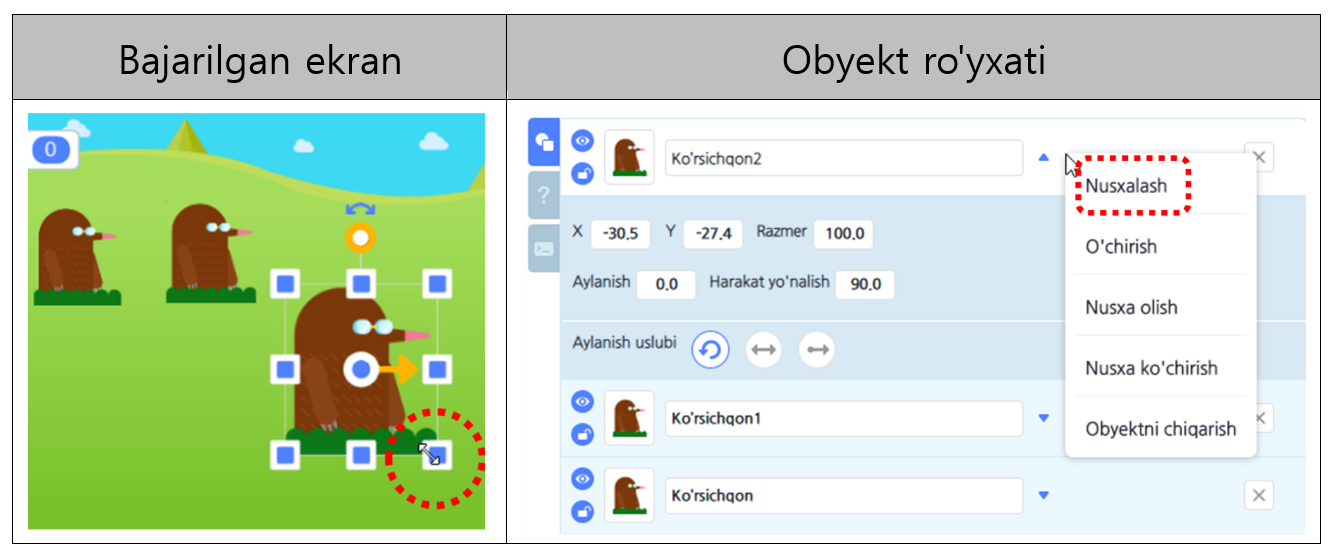 Bajarilgan ekran
Obyekt ro'yxati
0
Ko'rsichqon2
Nusxalash
O'chirish
Nusxa olish
Nusxa ko'chirish
Obyektni chiqarish
X -30.5 Y -27.4 Razmer 100.0
Aylanish 0.0 Harakat yo'nalish 90.0
Aylanish uslubi
Ko'rsichqon1
Ko'rsichqon